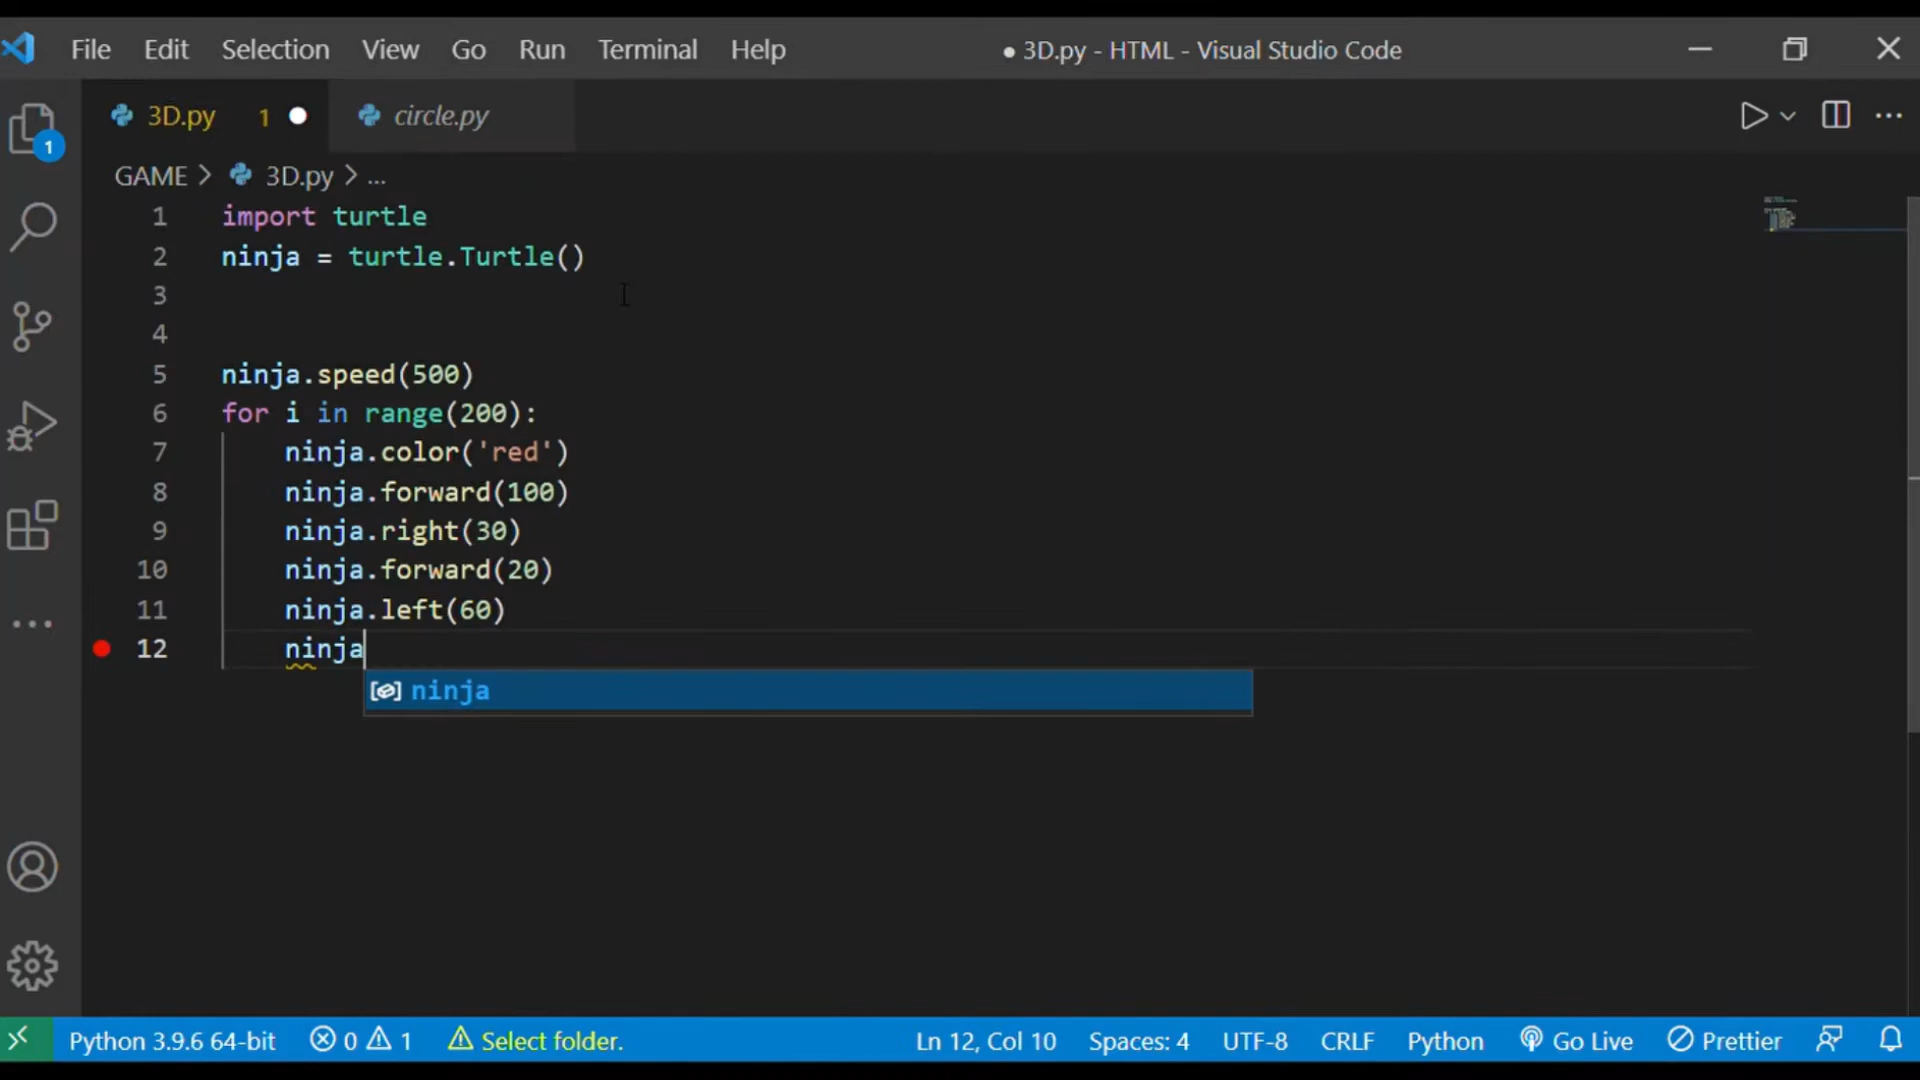 File Edit Selection View Go Run Terminal Help ● 3D.py - HTML - Visual Studio Code
3D.py 1 circle.py
1
GAME > 3D.py > ...
1 import turtle
2 ninja = turtle.Turtle()
3
4
5 ninja.speed(500)
6 for i in range(200):
7 ninja.color('red')
8 ninja.forward(100)
9 ninja.right(30)
10 ninja.forward(20)
11 ninja.left(60)
12 ninja
ninja
Python 3.9.6 64-bit 0 1 Select folder. Ln 12, Col 10 Spaces: 4 UTF-8 CRLF Python Go Live Prettier